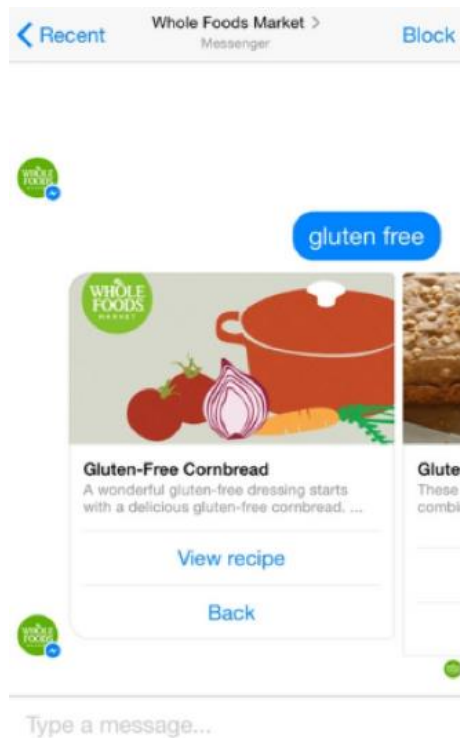 Recent
Whole Foods Market >
Messenger
Block
WHOLE
FOODS
gluten free
WHOLE
FOODS
MARKET
Gluten-Free Cornbread
A wonderful gluten-free dressing starts
with a delicious gluten-free cornbread. ...
View recipe
Back
Glute
These
combi
WHOLE
FOODS
Type a message...